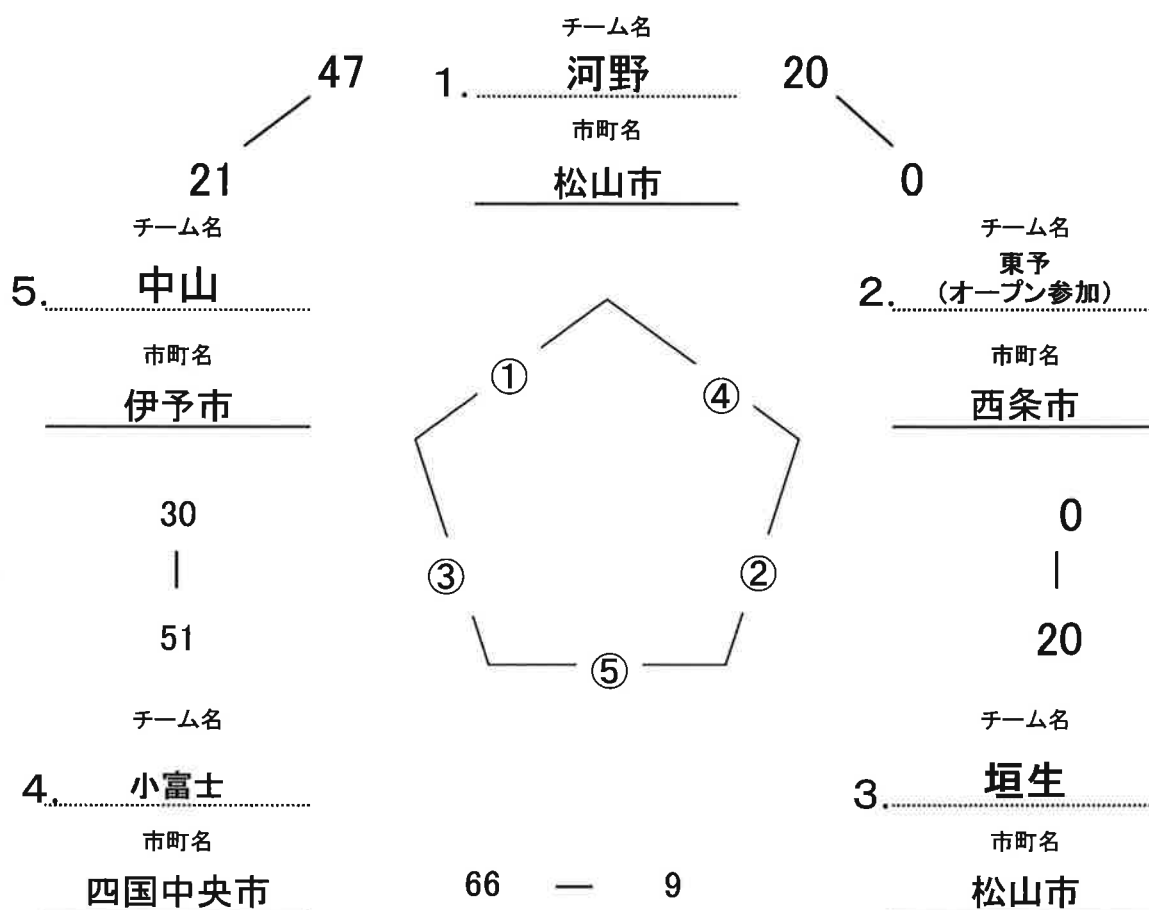 チーム名
47 1. 河野 20
市町名
21 松山市 0
チーム名
5. 中山
市町名
伊予市
チーム名
2. 東予
(オープン参加)
市町名
西条市
①
④
30
|
51
0
|
20
③
②
⑤
チーム名
4. 小富士
市町名
四国中央市
チーム名
3. 垣生
市町名
松山市
66 — 9